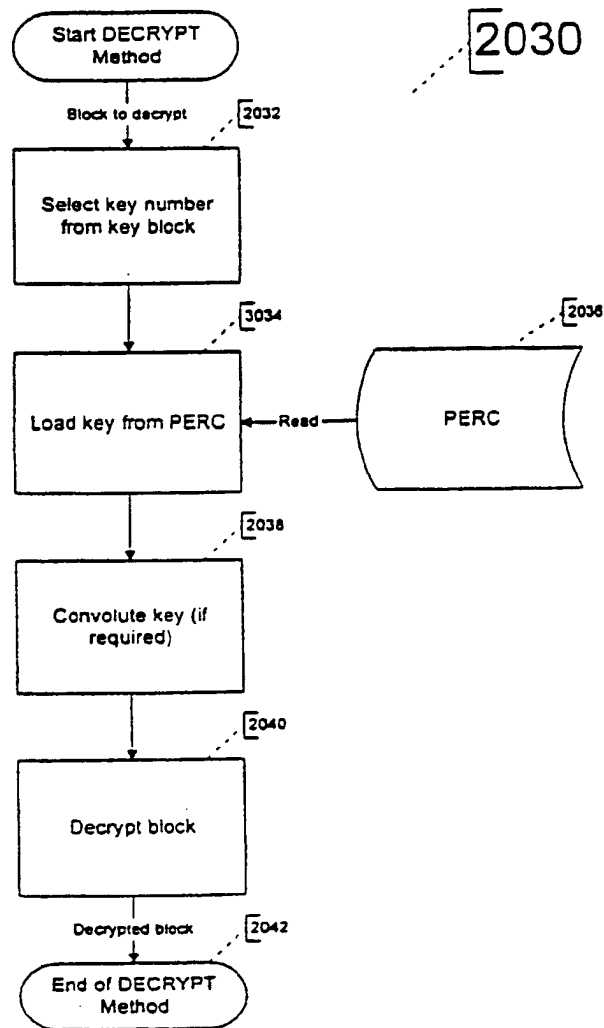 Start DECRYPT
Method
2030
Block to decrypt
2032
Select key number
from key block
3034
2036
Load key from PERC
Read
PERC
2038
Convolute key (if
required)
2040
Decrypt block
Decrypted block
2042
End of DECRYPT
Method